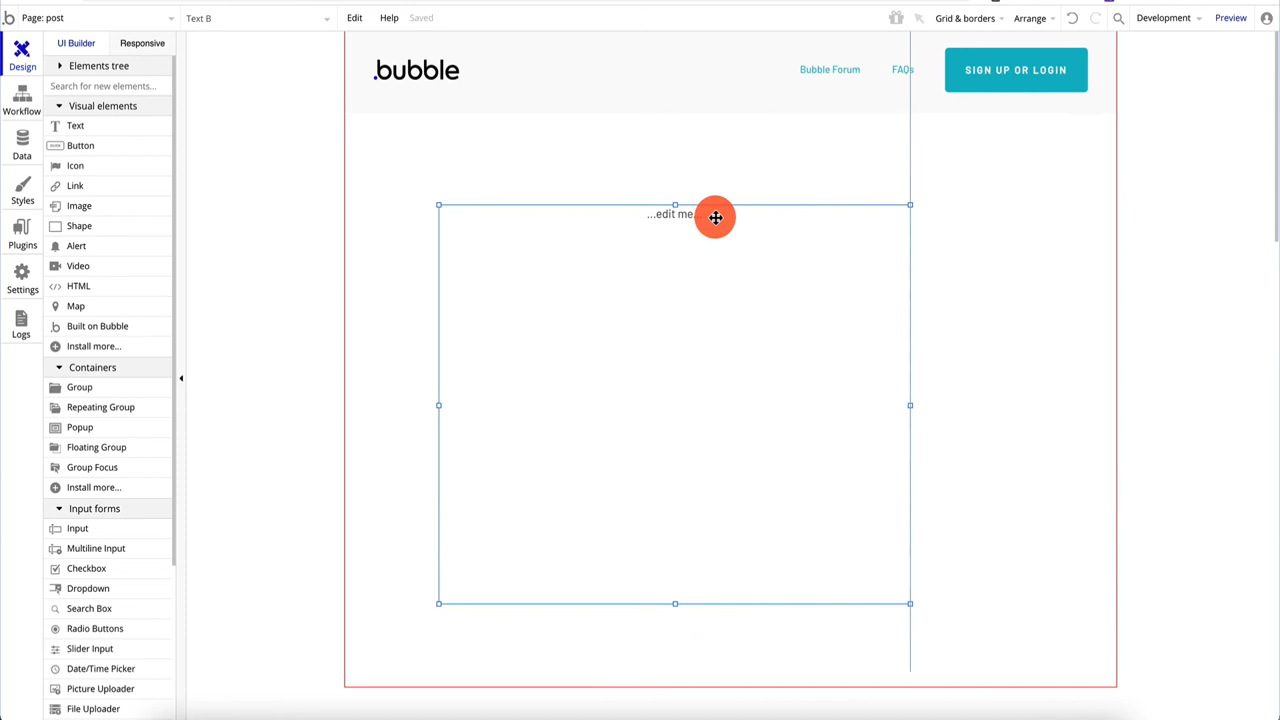 Page: post
Text B
Edit
Help
Saved
Grid & borders
Arrange
Development
Preview
Design
Workflow
Data
Styles
Plugins
Settings
Logs
UI Builder
Responsive
Elements tree
Search for new elements...
Visual elements
Text
Button
Icon
Link
Image
Shape
Alert
Video
HTML
Map
Built on Bubble
Install more...
Containers
Group
Repeating Group
Popup
Floating Group
Group Focus
Install more...
Input forms
Input
Multiline Input
Checkbox
Dropdown
Search Box
Radio Buttons
Slider Input
Date/Time Picker
Picture Uploader
File Uploader
.bubble
Bubble Forum
FAQs
SIGN UP OR LOGIN
...edit me...